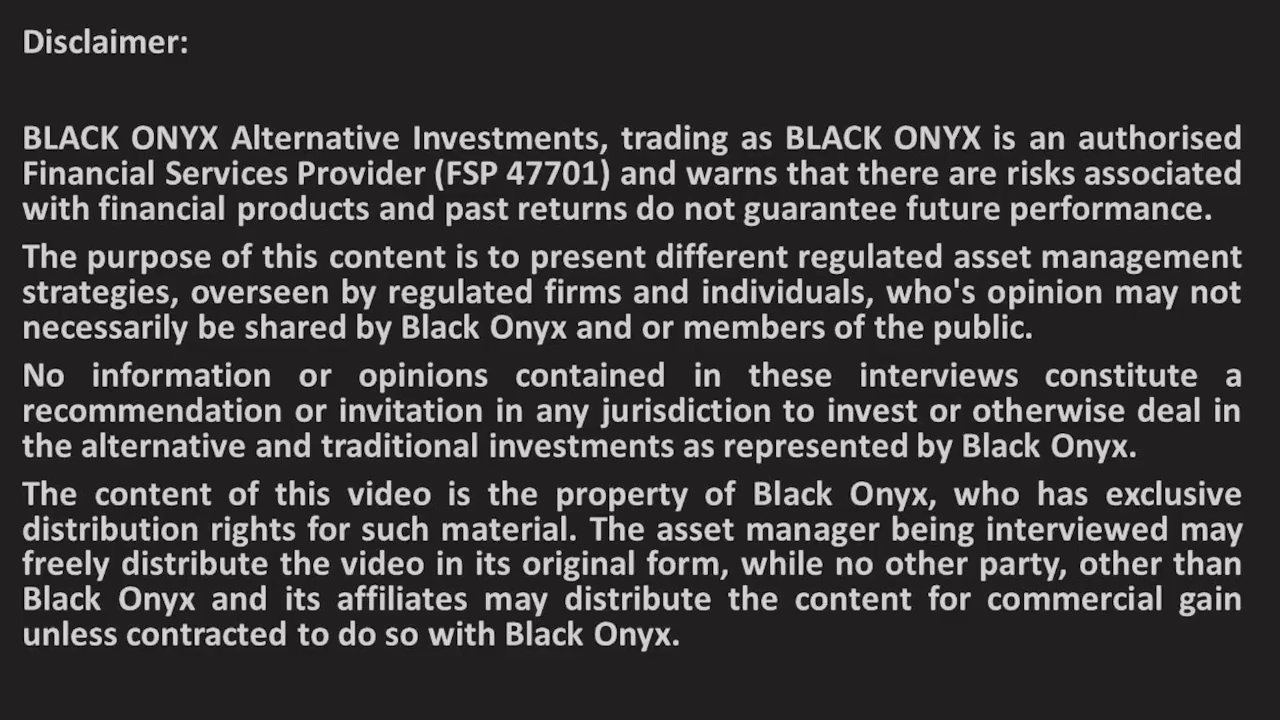 Disclaimer:
BLACK ONYX Alternative Investments, trading as BLACK ONYX is an authorised
Financial Services Provider (FSP 47701) and warns that there are risks associated
with financial products and past returns do not guarantee future performance.
The purpose of this content is to present different regulated asset management
strategies, overseen by regulated firms and individuals, who's opinion may not
necessarily be shared by Black Onyx and or members of the public.
No information or opinions contained in these interviews constitute a
recommendation or invitation in any jurisdiction to invest or otherwise deal in
the alternative and traditional investments as represented by Black Onyx.
The content of this video is the property of Black Onyx, who has exclusive
distribution rights for such material. The asset manager being interviewed may
freely distribute the video in its original form, while no other party, other than
Black Onyx and its affiliates may distribute the content for commercial gain
unless contracted to do so with Black Onyx.